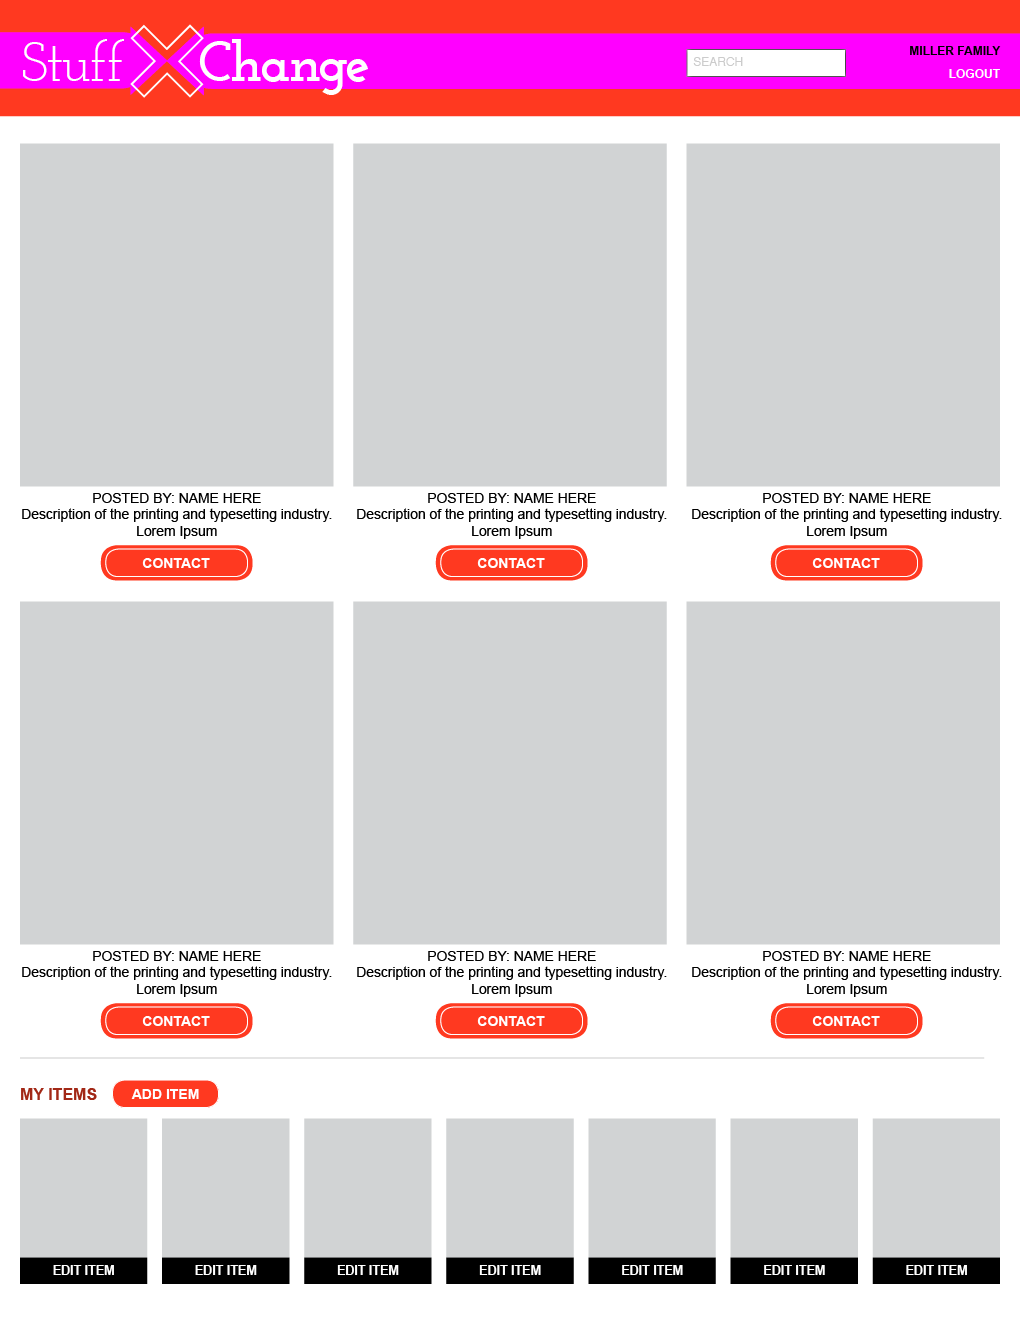 Stuff X Change
SEARCH
MILLER FAMILY
LOGOUT
POSTED BY: NAME HERE
Description of the printing and typesetting industry.
Lorem Ipsum
CONTACT
POSTED BY: NAME HERE
Description of the printing and typesetting industry.
Lorem Ipsum
CONTACT
POSTED BY: NAME HERE
Description of the printing and typesetting industry.
Lorem Ipsum
CONTACT
POSTED BY: NAME HERE
Description of the printing and typesetting industry.
Lorem Ipsum
CONTACT
POSTED BY: NAME HERE
Description of the printing and typesetting industry.
Lorem Ipsum
CONTACT
POSTED BY: NAME HERE
Description of the printing and typesetting industry.
Lorem Ipsum
CONTACT
MY ITEMS
ADD ITEM
EDIT ITEM
EDIT ITEM
EDIT ITEM
EDIT ITEM
EDIT ITEM
EDIT ITEM
EDIT ITEM